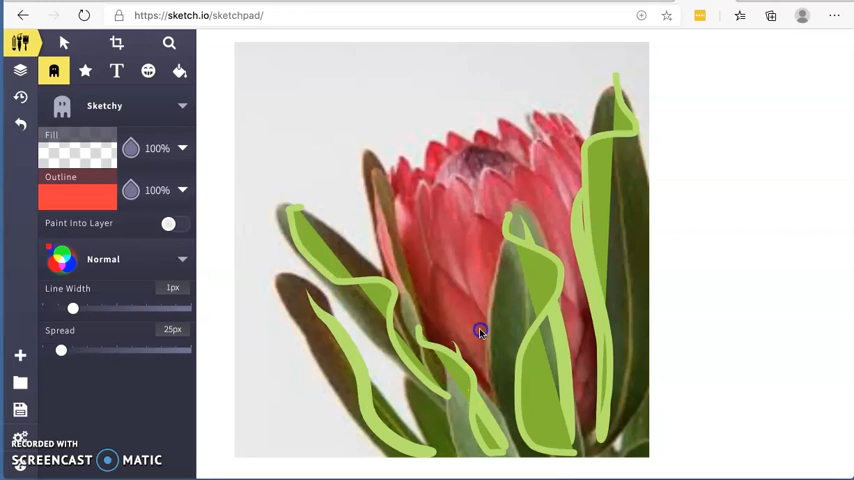 https://sketch.io/sketchpad/
T
Sketchy
Fill
100%
Outline
100%
Paint Into Layer
Normal
Line Width
1px
Spread
25px
RECORDED WITH
SCREENCAST MATIC